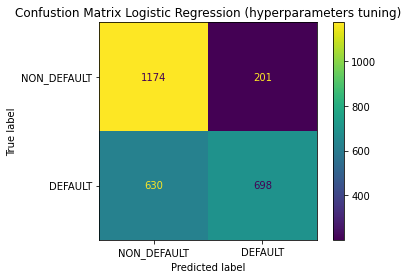 Confustion Matrix Logistic Regression (hyperparameters tuning)
True label
NON_DEFAULT
1174
201
DEFAULT
630
698
NON_DEFAULT
DEFAULT
Predicted label
1000
800
600
400